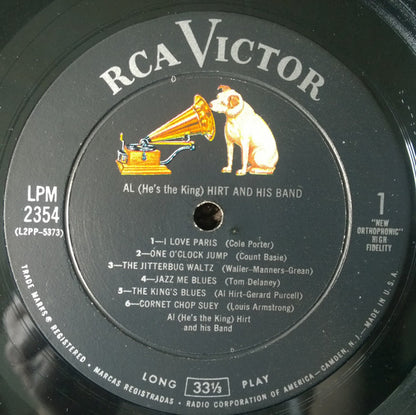 RCA VICTOR
AL (He's the King) HIRT AND HIS BAND
LPM
2354
(L2PP-5373)
1
"NEW
ORTHOPHONIC"
HIGH
FIDELITY
1—I LOVE PARIS (Cole Porter)
2—ONE O'CLOCK JUMP (Count Basie)
3—THE JITTERBUG WALTZ (Waller-Manners-Grean)
4—JAZZ ME BLUES (Tom Delaney)
5—THE KING'S BLUES (Al Hirt-Gerard Purcell)
6—CORNET CHOP SUEY (Louis Armstrong)
Al (He's the King) Hirt
and his Band
LONG 33⅓ PLAY
TRADE MARKS ® REGISTERED • MARCAS REGISTRADAS • RADIO CORPORATION OF AMERICA — CAMDEN, N.J. — MADE IN U.S.A.